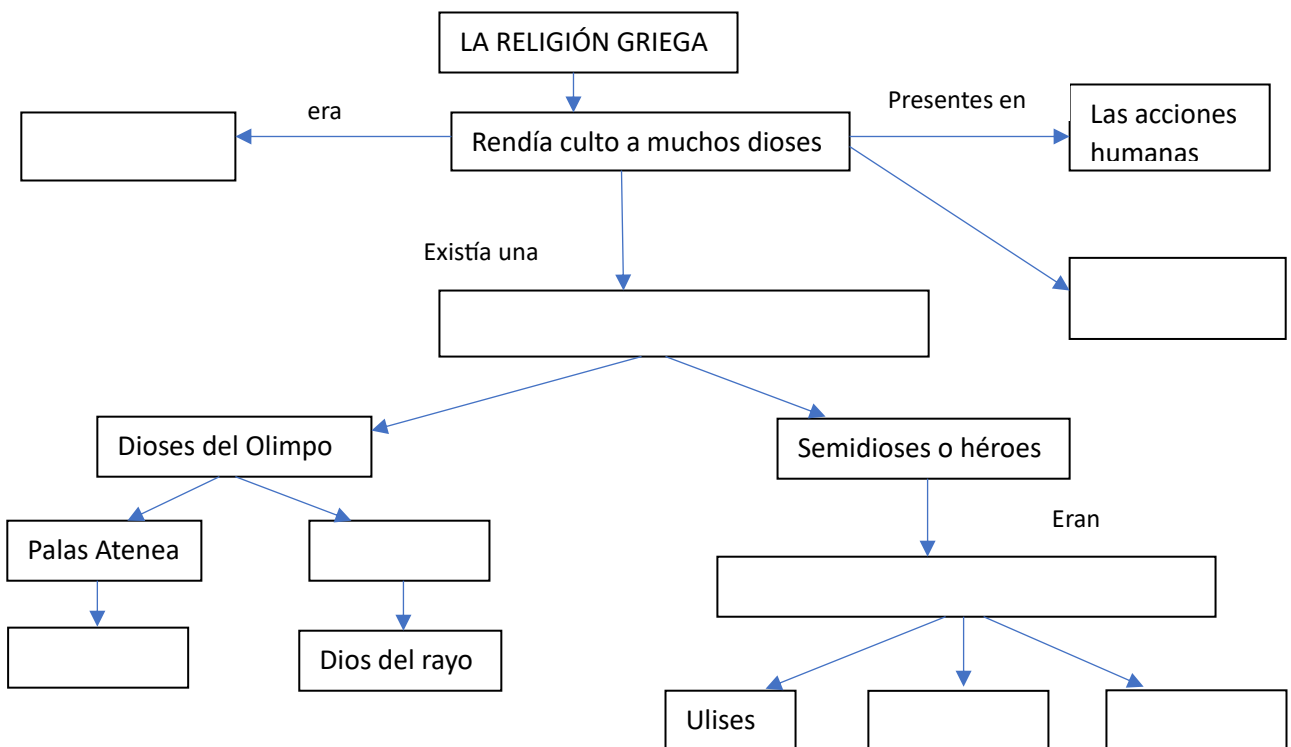 LA RELIGIÓN GRIEGA
era
Presentes en
Rendía culto a muchos dioses
Las acciones
humanas
Existía una
Dioses del Olimpo
Semidioses o héroes
Palas Atenea
Eran
Dios del rayo
Ulises